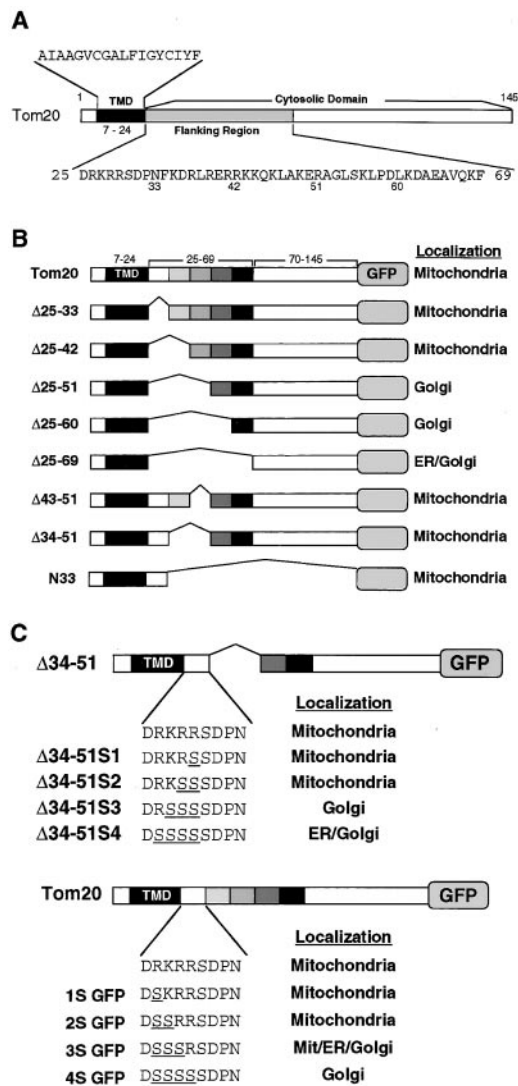 A
AIAAGVCGALFIGYCIYF
1 TMD Cytosolic Domain 145
Tom20
7 - 24 Flanking Region
25 DRKRRSDPNFKDRLRERRKKQKLAKERAGLSKLPDLKDAEAVQKF 69
33 42 51 60
B
7-24 25-69 70-145 Localization
Tom20 TMD GFP Mitochondria
Δ25-33 Mitochondria
Δ25-42 Mitochondria
Δ25-51 Golgi
Δ25-60 Golgi
Δ25-69 ER/Golgi
Δ43-51 Mitochondria
Δ34-51 Mitochondria
N33 Mitochondria
C
Δ34-51 TMD GFP
Localization
DRKRRSDPN Mitochondria
Δ34-51S1 DRKRSSDPN Mitochondria
Δ34-51S2 DRKSSSDPN Mitochondria
Δ34-51S3 DRSSSSDPN Golgi
Δ34-51S4 DSSSSSDPN ER/Golgi
Tom20 TMD GFP
Localization
DRKRRSDPN Mitochondria
1S GFP DSKRRSDPN Mitochondria
2S GFP DSSRRSDPN Mitochondria
3S GFP DSSSRSDPN Mit/ER/Golgi
4S GFP DSSSSSDPN Golgi